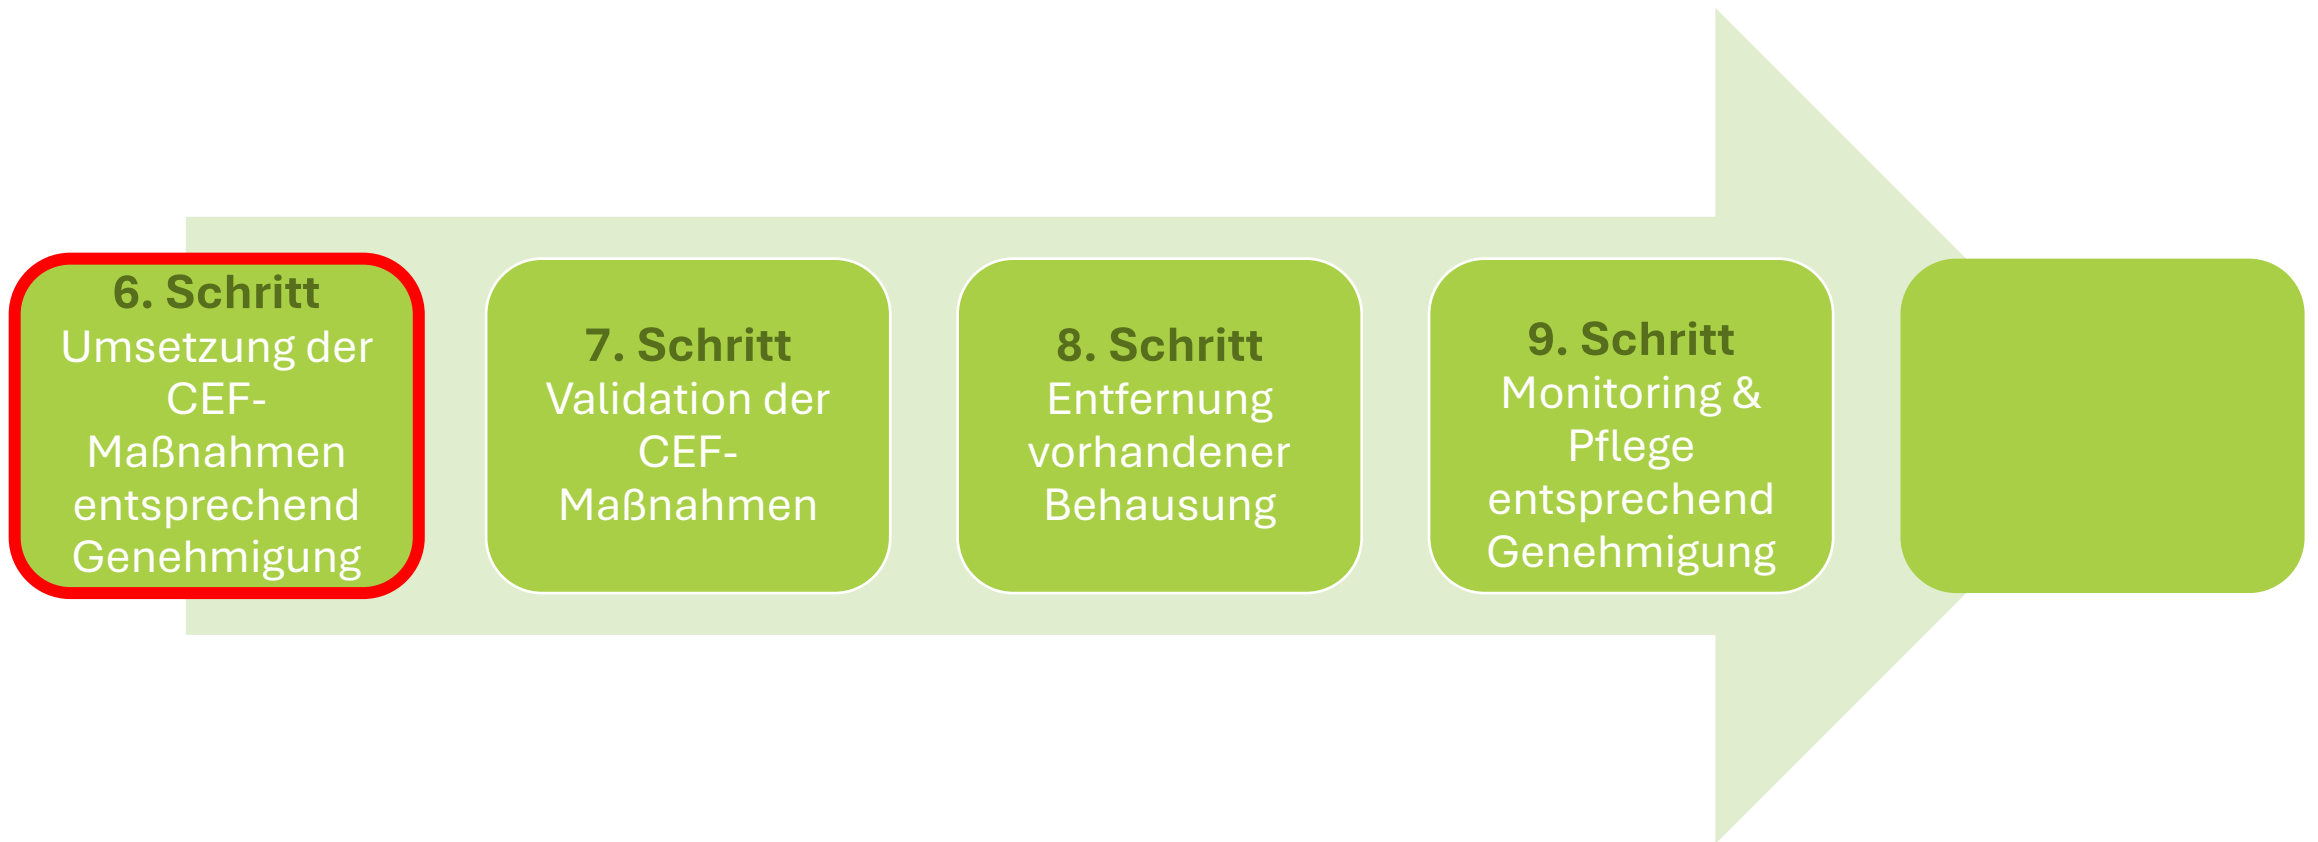 6. Schritt
Umsetzung der
CEF-
Maßnahmen
entsprechend
Genehmigung
7. Schritt
Validation der
CEF-
Maßnahmen
8. Schritt
Entfernung
vorhandener
Behausung
9. Schritt
Monitoring &
Pflege
entsprechend
Genehmigung